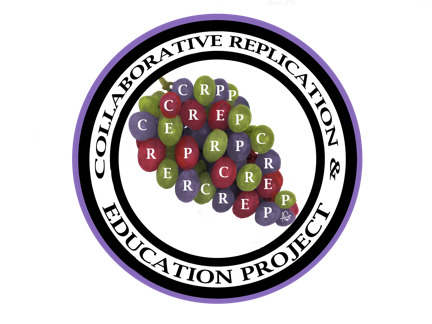 COLLABORATIVE REPLICATION &
EDUCATION PROJECT
C R P P
C R E P
C E P C
R P R P R
E C R E
R C R E P P
E R C R E P